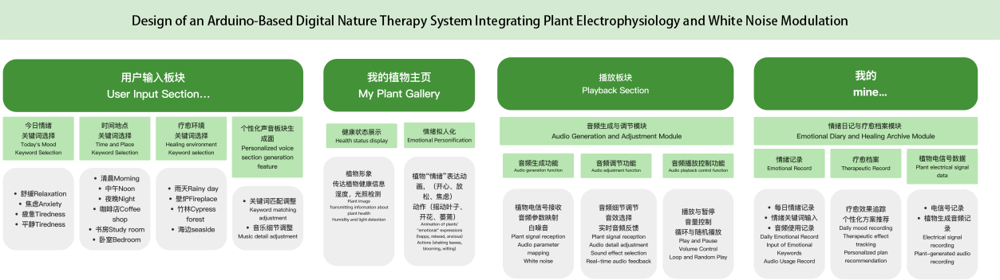 Design of an Arduino-Based Digital Nature Therapy System Integrating Plant Electrophysiology and White Noise Modulation
用户输入板块
User Input Section...
今日情绪
关键词选择
Today's Mood
Keyword Selection
• 舒缓Relaxation
• 焦虑Anxiety
• 疲惫Tiredness
• 平静Tiredness
时间地点
关键词选择
Time and Place
Keyword Selection
• 清晨Morning
• 中午Noon
• 夜晚Night
• 咖啡店Coffee
shop
• 书房Study room
• 卧室Bedroom
疗愈环境
关键词选择
Healing environment
Keyword selection
• 雨天Rainy day
• 壁炉Fireplace
• 竹林Cypress
forest
• 海边seaside
个性化声音板块生
成面
Personalized voice
section generation
feature
• 关键词匹配调整
Keyword matching
adjustment
• 音乐细节调整
Music detail adjustment
我的植物主页
My Plant Gallery
健康状态展示
Health status display
植物形象
传达植物健康信息
湿度，光照检测
Plant image
Transmitting information about
plant health
Humidity and light detection
情绪拟人化
Emotional Personification
植物“情绪”表达动
画，（开心、放
松、焦虑）
动作（摇动叶子、
开花、萎蔫）
Animation of plants'
"emotional" expressions
(happy, relaxed, anxious)
Actions (shaking leaves,
blooming, wilting)
播放板块
Playback Section
音频生成与调节模块
Audio Generation and Adjustment Module
音频生成功能
Audio generation function
植物电信号接收
音频参数映射
白噪音
Plant signal reception
Audio parameter
mapping
White noise
音频调节功能
Audio adjustment function
音频细节调节
音效选择
实时音频反馈
Plant signal reception
Audio detail adjustment
Sound effect selection
Real-time audio feedback
音频播放控制功能
Audio playback control function
播放与暂停
音量控制
循环与随机播放
Play and Pause
Volume Control
Loop and Random Play
我的
mine...
情绪日记与疗愈档案模块
Emotional Diary and Healing Archive Module
情绪记录
Emotional Record
• 每日情绪记录
• 情绪关键词输入
• 音频使用记录
Daily Emotional Record
Input of Emotional
Keywords
Audio Usage Record
疗愈档案
Therapeutic Record
疗愈效果追踪
个性化方案推荐
Daily mood recording
Therapeutic effect
tracking
Personalized plan
recommendation
植物电信号数据
Plant electrical signal
data
• 电信号记录
• 植物生成音频记
录
Electrical signal
recording
Plant-generated audio
recording